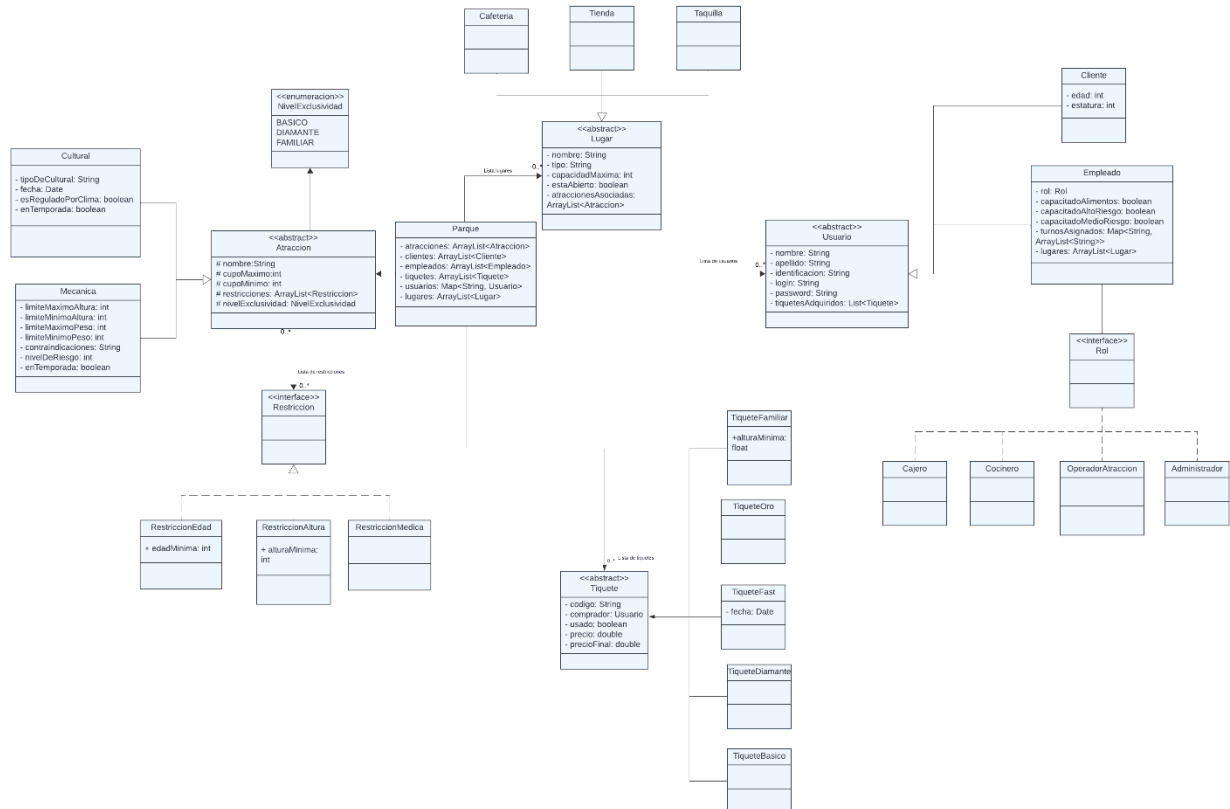 Cafeteria
Tienda
Taquilla
<<enumeracion>>
NivelExclusividad
BASICO
DIAMANTE
FAMILIAR
Cliente
- edad: int
- estatura: int
<<abstract>>
Lugar
- nombre: String
- tipo: String
- capacidadMaxima: int
- estaAbierto: boolean
- atraccionesAsociadas:
ArrayList<Atraccion>
Lista lugares
0..*
Cultural
- tipoDeCultural: String
- fecha: Date
- esReguladoPorClima: boolean
- enTemporada: boolean
Empleado
- rol: Rol
- capacitadoAlimentos: boolean
- capacitadoAltoRiesgo: boolean
- capacitadoMedioRiesgo: boolean
- turnosAsignados: Map<String,
ArrayList<String>>
- lugares: ArrayList<Lugar>
<<abstract>>
Atraccion
# nombre:String
# cupoMaximo:int
# cupoMinimo: int
# restricciones: ArrayList<Restriccion>
# nivelExclusividad: NivelExclusividad
0..*
Parque
- atracciones: ArrayList<Atraccion>
- clientes: ArrayList<Cliente>
- empleados: ArrayList<Empleado>
- tiquetes: ArrayList<Tiquete>
- usuarios: Map<String, Usuario>
- lugares: ArrayList<Lugar>
Lista de usuarios
0..*
<<abstract>>
Usuario
- nombre: String
- apellido: String
- identificacion: String
- login: String
- password: String
- tiquetesAdquiridos: List<Tiquete>
Mecanica
- limiteMaximoAltura: int
- limiteMinimoAltura: int
- limiteMaximoPeso: int
- limiteMinimoPeso: int
- contraindicaciones: String
- nivelDeRiesgo: int
- enTemporada: boolean
<<interface>>
Rol
Lista de restricciones
0..*
<<interface>>
Restriccion
TiqueteFamiliar
+alturaMinima:
float
Cajero
Cocinero
OperadorAtraccion
Administrador
TiqueteOro
RestriccionEdad
+ edadMinima: int
RestriccionAltura
+ alturaMinima:
int
RestriccionMedica
0..*
Lista de tiquetes
<<abstract>>
Tiquete
- codigo: String
- comprador: Usuario
- usado: boolean
- precio: double
- precioFinal: double
TiqueteFast
- fecha: Date
TiqueteDiamante
TiqueteBasico